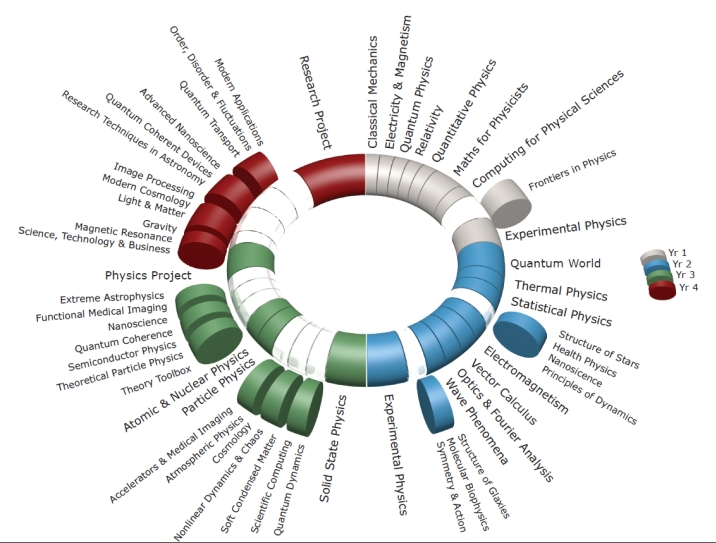 Classical Mechanics
Electricity & Magnetism
Quantum Physics
Relativity
Quantitative Physics
Maths for Physicists
Computing for Physical Sciences
Frontiers in Physics
Experimental Physics
Quantum World
Thermal Physics
Statistical Physics
Structure of Stars
Health Physics
Nanoscicence
Principles of Dynamics
Electromagnetism
Vector Calculus
Optics & Fourier Analysis
Wave Phenomena
Structure of Glaxies
Molecular Biophysics
Symmetry & Action
Experimental Physics
Solid State Physics
Quantum Dynamics
Scientific Computing
Soft Condensed Matter
Nonlinear Dynamics & Chaos
Cosmology
Atmospheric Physics
Accelerators & Medical Imaging
Particle Physics
Atomic & Nuclear Physics
Theory Toolbox
Theoretical Particle Physics
Semiconductor Physics
Quantum Coherence
Nanoscience
Functional Medical Imaging
Extreme Astrophysics
Physics Project
Science, Technology & Business
Magnetic Resonance
Gravity
Light & Matter
Modern Cosmology
Image Processing
Research Techniques in Astronomy
Quantum Coherent Devices
Advanced Nanoscience
Quantum Transport
Order, Disorder & Fluctuations
Modern Applications
Research Project
Yr 1
Yr 2
Yr 3
Yr 4